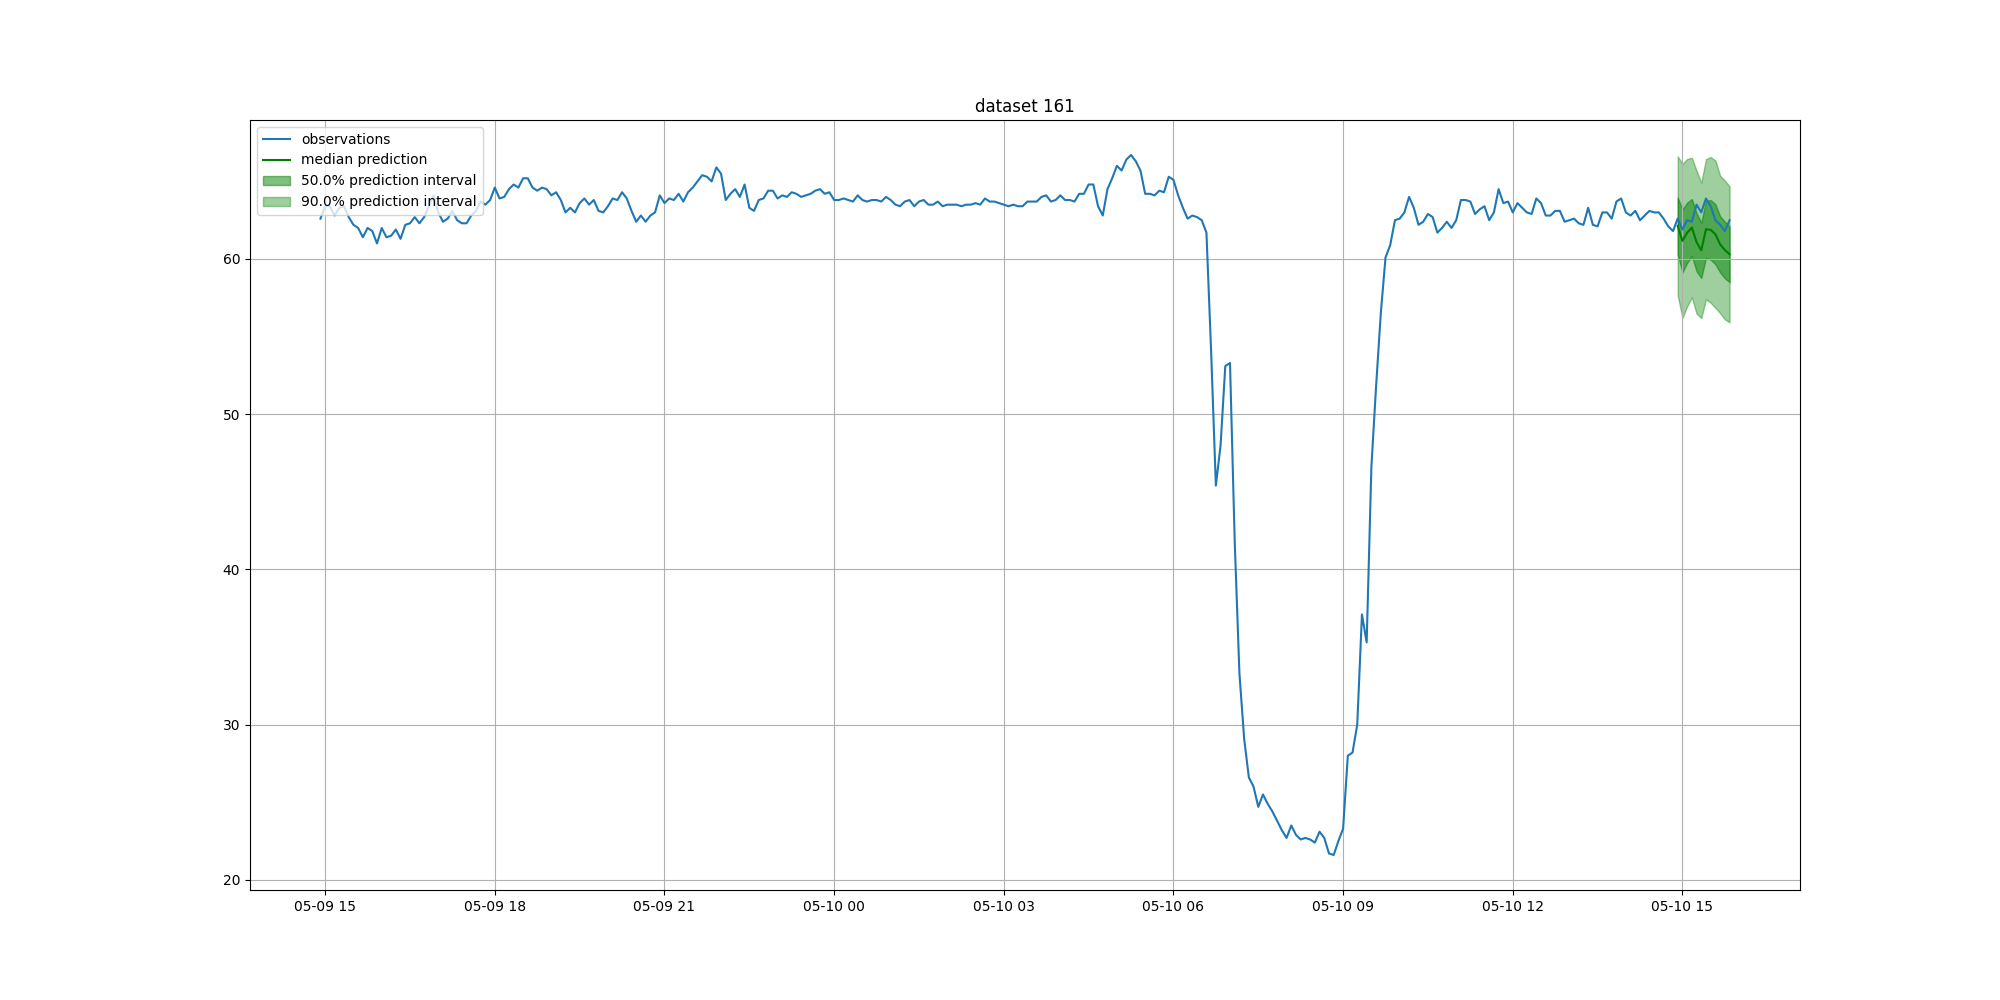 dataset 161
observations
median prediction
50.0% prediction interval
90.0% prediction interval
60
50
40
30
20
05-09 15
05-09 18
05-09 21
05-10 00
05-10 03
05-10 06
05-10 09
05-10 12
05-10 15